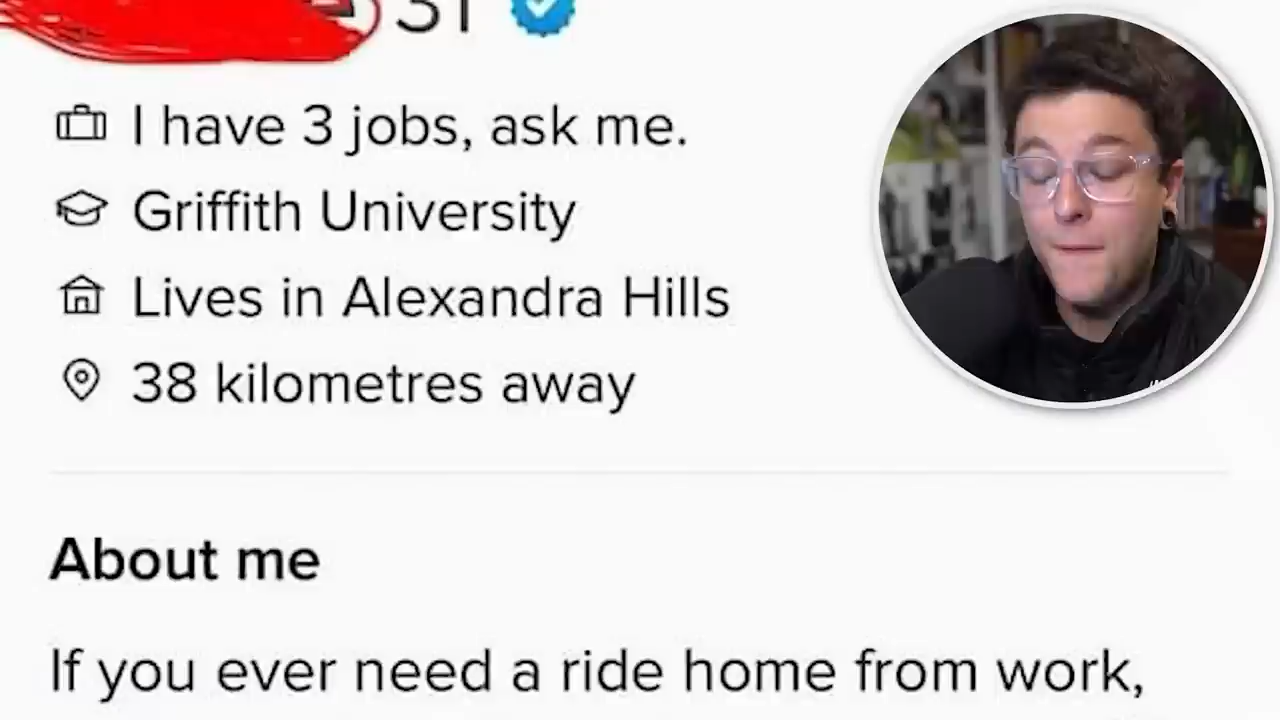 31
I have 3 jobs, ask me.
Griffith University
Lives in Alexandra Hills
38 kilometres away
About me
If you ever need a ride home from work,